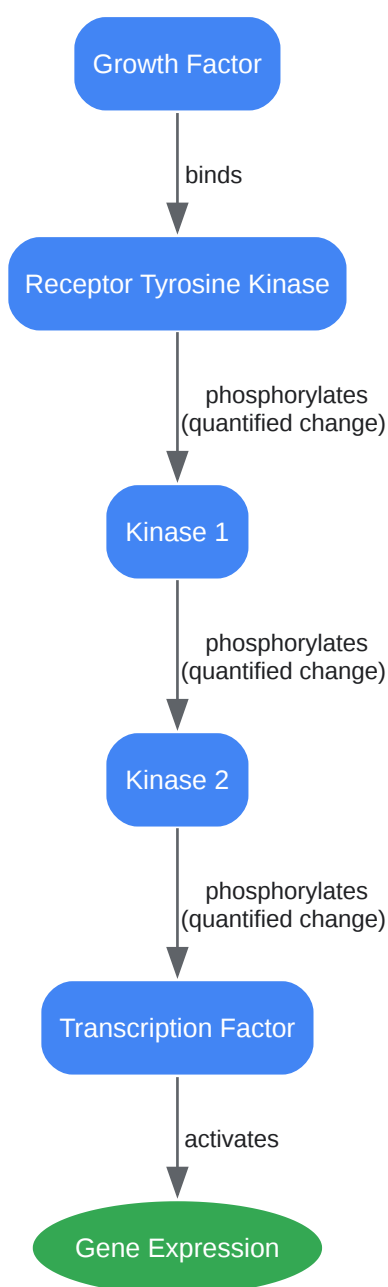 Growth Factor
binds
Receptor Tyrosine Kinase
phosphorylates
(quantified change)
Kinase 1
phosphorylates
(quantified change)
Kinase 2
phosphorylates
(quantified change)
Transcription Factor
activates
Gene Expression